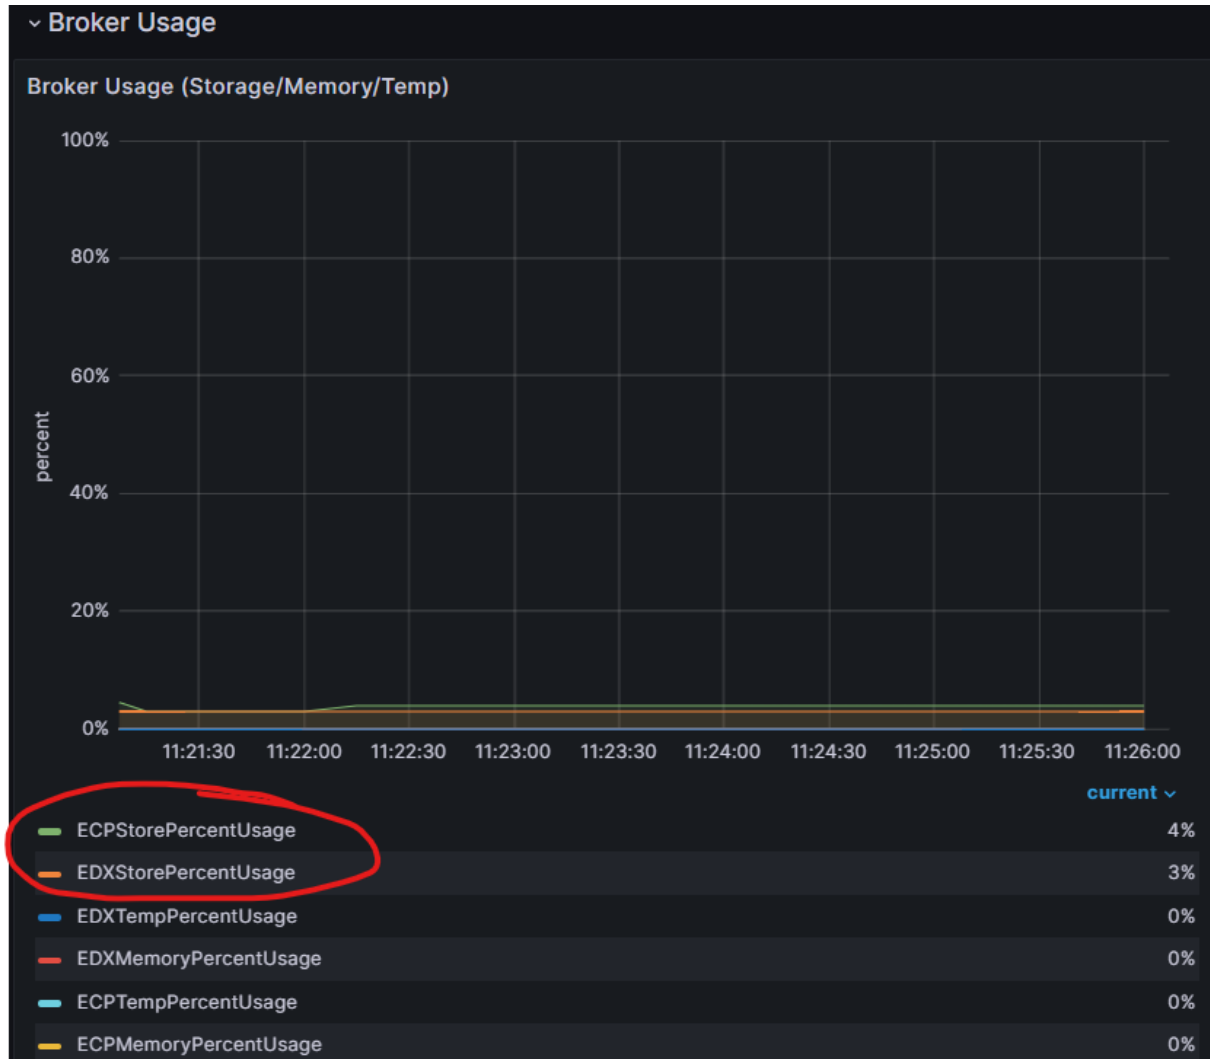 Broker Usage
Broker Usage (Storage/Memory/Temp)
100%
80%
60%
40%
20%
0%
percent
11:21:30 11:22:00 11:22:30 11:23:00 11:23:30 11:24:00 11:24:30 11:25:00 11:25:30 11:26:00
current
ECPStorePercentUsage 4%
EDXStorePercentUsage 3%
EDXTempPercentUsage 0%
EDXMemoryPercentUsage 0%
ECPTempPercentUsage 0%
ECPMemoryPercentUsage 0%